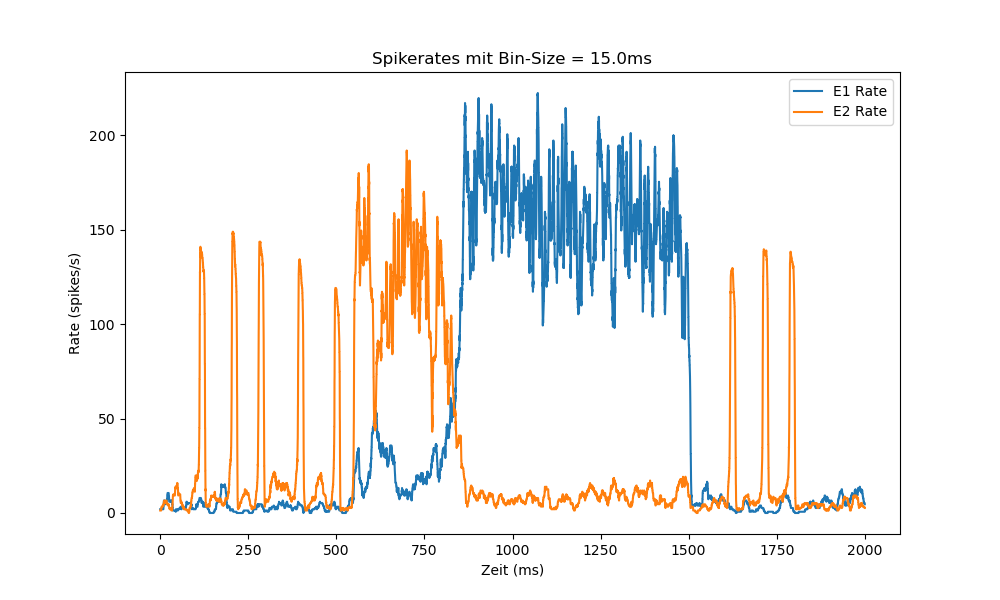 Spikerates mit Bin-Size = 15.0ms
E1 Rate
E2 Rate
Rate (spikes/s)
200
150
100
50
0
0 250 500 750 1000 1250 1500 1750 2000
Zeit (ms)